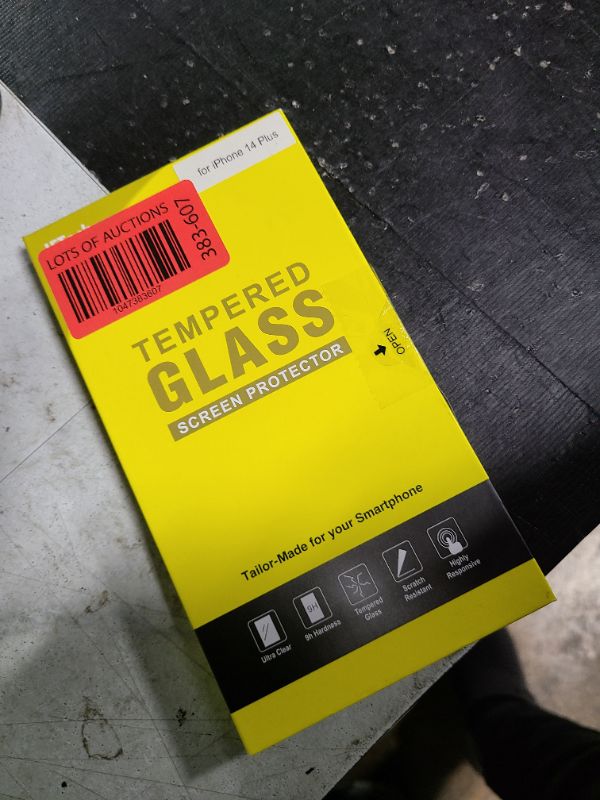 for iPhone 14 Plus
LOTS OF AUCTIONS
383-607
1047383607
TEMPERED
GLASS
SCREEN PROTECTOR
OPEN
Tailor-Made for your Smartphone
9H
Ultra Clear
9h Hardness
Tempered
Glass
Scratch
Resistant
Highly
Responsive